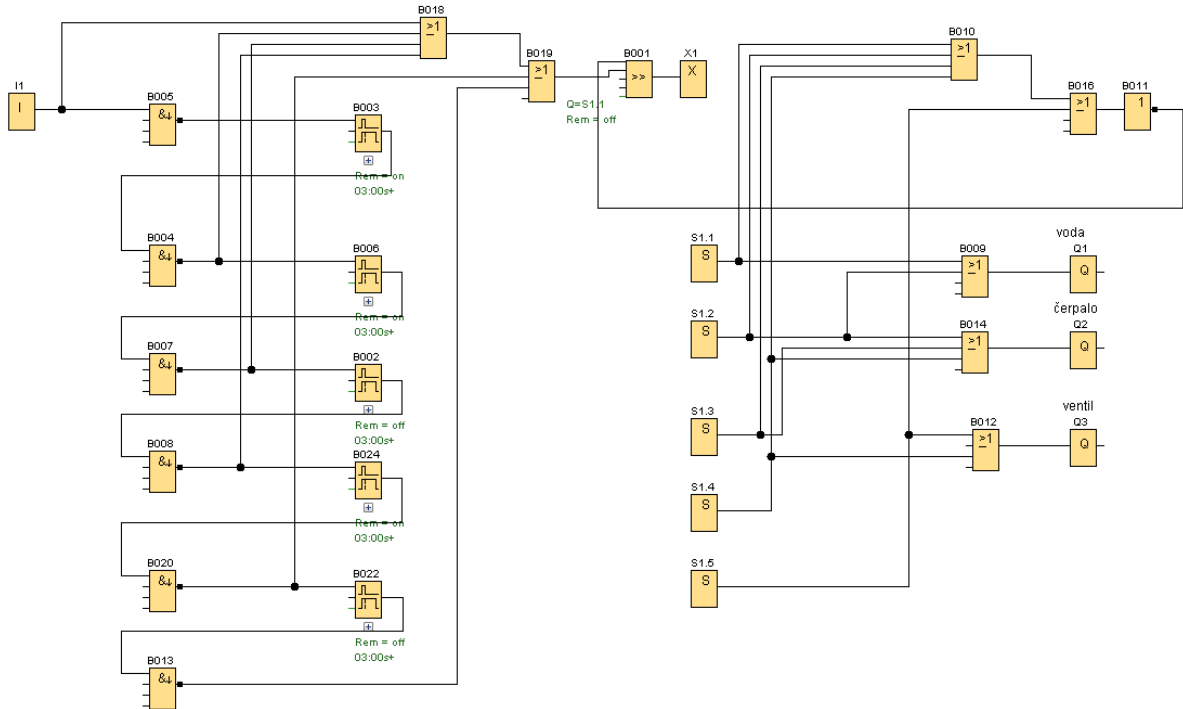 I1
I
B005
&↓
B003
Rem = on
03:00s+
B004
&↓
B006
Rem = on
03:00s+
B007
&↓
B002
Rem = off
03:00s+
B008
&↓
B024
Rem = on
03:00s+
B020
&↓
B022
Rem = off
03:00s+
B013
&↓
B018
≥1
B019
≥1
B001
>>
Q=S1.1
Rem = off
X1
X
B010
≥1
B016
≥1
B011
1
S1.1
S
S1.2
S
S1.3
S
S1.4
S
S1.5
S
B009
≥1
voda
Q1
Q
B014
≥1
čerpalo
Q2
Q
B012
≥1
ventil
Q3
Q